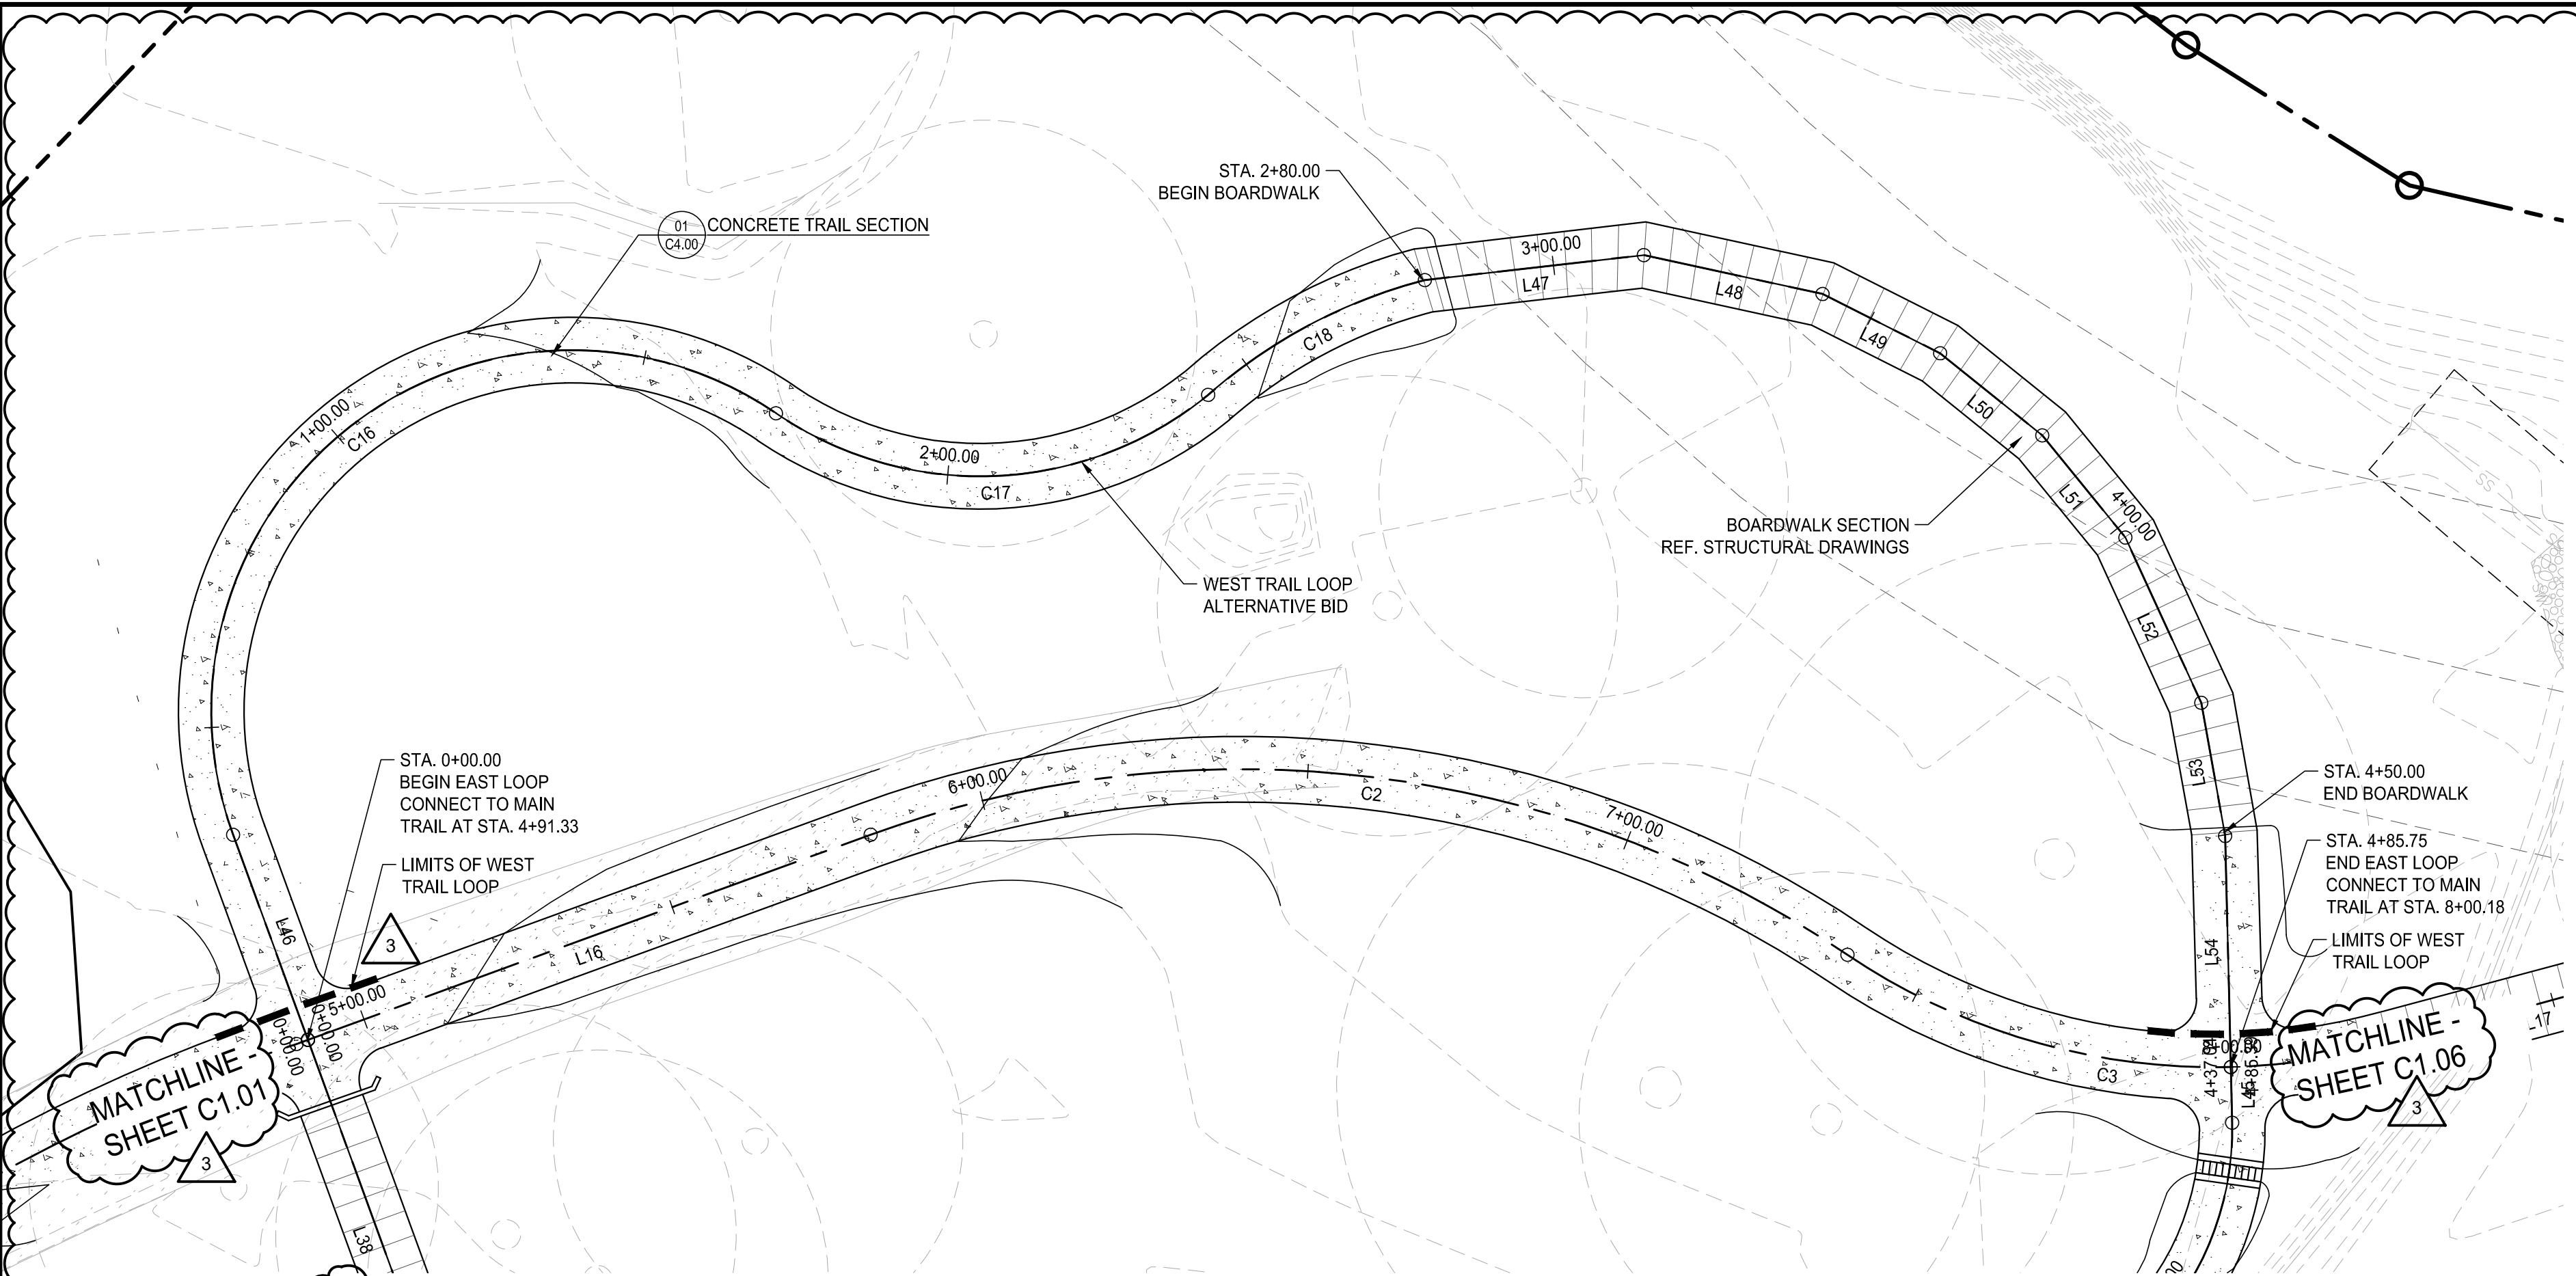 STA. 2+80.00
BEGIN BOARDWALK
01
C4.00
CONCRETE TRAIL SECTION
3+00.00
L47
L48
C18
L49
1+00.00
C16
L50
2+00.00
C17
L51
4+00.00
BOARDWALK SECTION
REF. STRUCTURAL DRAWINGS
SS
WEST TRAIL LOOP
ALTERNATIVE BID
L52
STA. 0+00.00
BEGIN EAST LOOP
CONNECT TO MAIN
TRAIL AT STA. 4+91.33
LIMITS OF WEST
TRAIL LOOP
6+00.00
C2
7+00.00
L53
STA. 4+50.00
END BOARDWALK
STA. 4+85.75
END EAST LOOP
CONNECT TO MAIN
TRAIL AT STA. 8+00.18
LIMITS OF WEST
TRAIL LOOP
L46
3
L16
L54
5+00.00
0+00.00
0+00.00
MATCHLINE -
SHEET C1.01
3
C3
MATCHLINE -
SHEET C1.06
3
L38